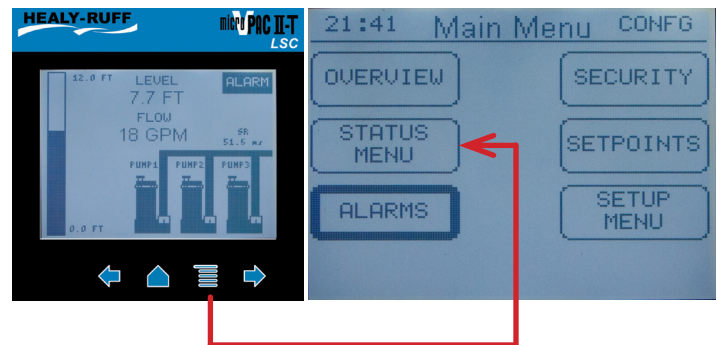 HEALY-RUFF
micro VPAC II-T
LSC
12.0 FT
LEVEL
ALARM
7.7 FT
FLOW
18 GPM
SR
51.5 ms
PUMP1 PUMP2 PUMP3
0.0 FT
21:41 Main Menu CONFG
OVERVIEW
SECURITY
STATUS
MENU
SETPOINTS
ALARMS
SETUP
MENU